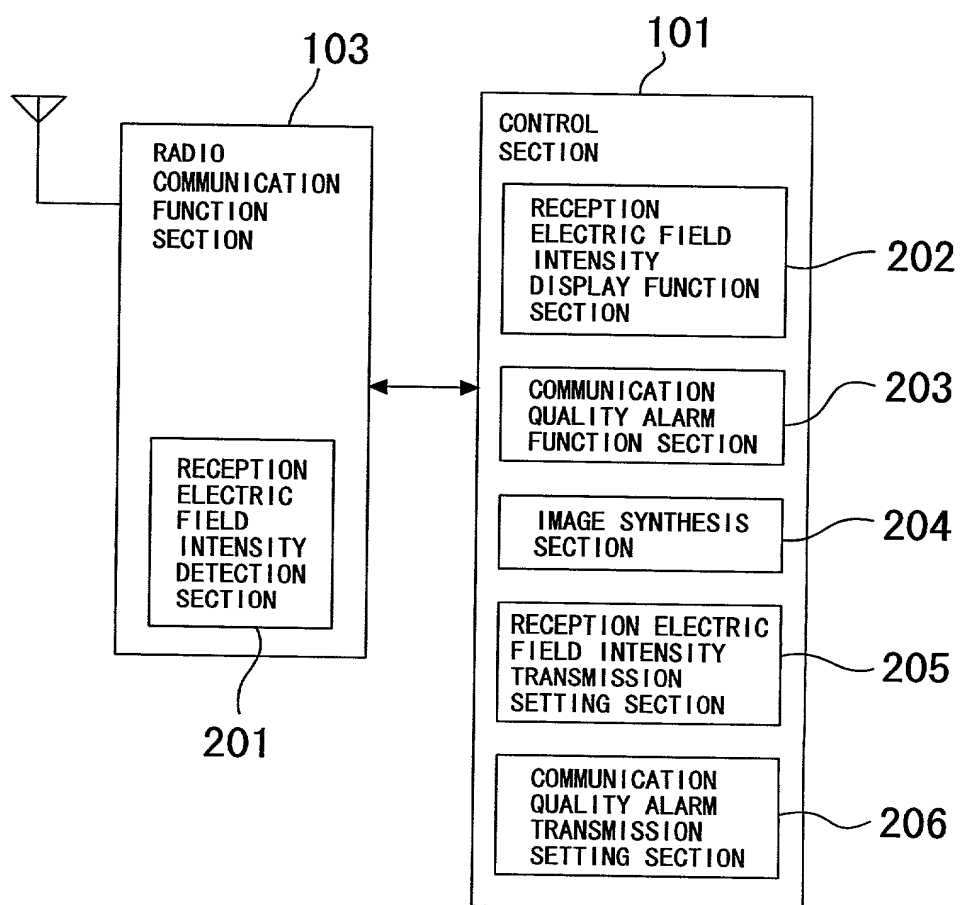 103
RADIO
COMMUNICATION
FUNCTION
SECTION
RECEPTION
ELECTRIC
FIELD
INTENSITY
DETECTION
SECTION
201
101
CONTROL
SECTION
RECEPTION
ELECTRIC FIELD
INTENSITY
DISPLAY FUNCTION
SECTION
202
COMMUNICATION
QUALITY ALARM
FUNCTION SECTION
203
IMAGE SYNTHESIS
SECTION
204
RECEPTION ELECTRIC
FIELD INTENSITY
TRANSMISSION
SETTING SECTION
205
COMMUNICATION
QUALITY ALARM
TRANSMISSION
SETTING SECTION
206